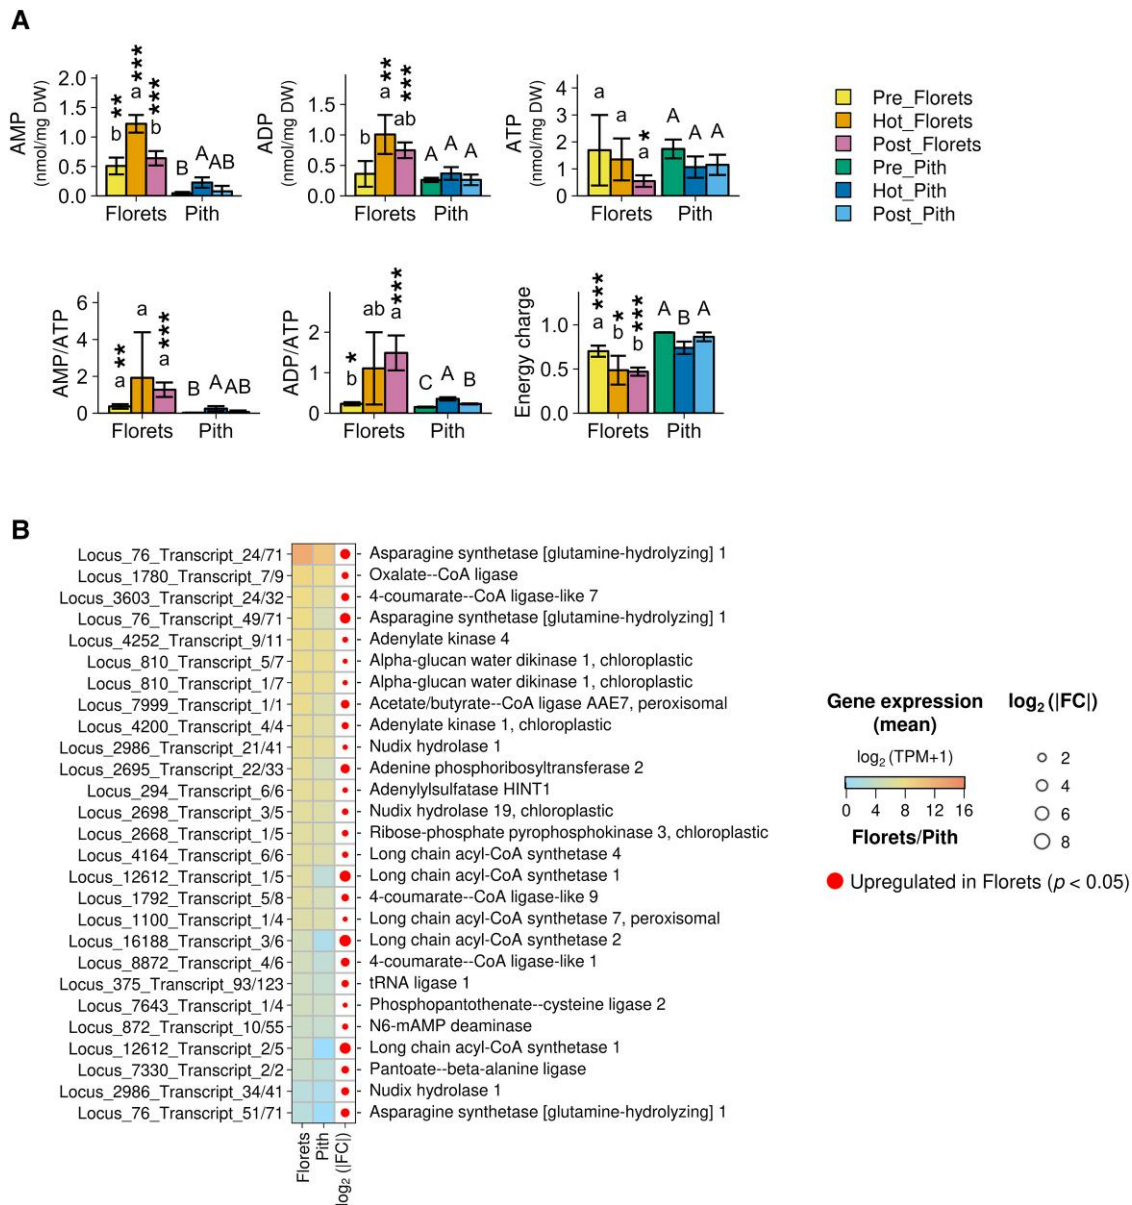 A
AMP
(nmol/mg DW)
2.0
1.5
1.0
0.5
0.0
**
b
***
a
***
b
B
A
AB
Florets
Pith
ADP
(nmol/mg DW)
1.5
1.0
0.5
0.0
b
**
a
***
ab
A
A
A
Florets
Pith
ATP
(nmol/mg DW)
4
3
2
1
0
a
a
*
a
A
A
A
Florets
Pith
Pre_Florets
Hot_Florets
Post_Florets
Pre_Pith
Hot_Pith
Post_Pith
AMP/ATP
6
4
2
0
**
a
a
***
a
B
A
AB
Florets
Pith
ADP/ATP
2
1
0
*
b
ab
***
a
C
A
B
Florets
Pith
Energy charge
1.0
0.5
0.0
***
a
*
b
***
b
A
B
A
Florets
Pith
B
Locus_76_Transcript_24/71 Asparagine synthetase [glutamine-hydrolyzing] 1
Locus_1780_Transcript_7/9 Oxalate--CoA ligase
Locus_3603_Transcript_24/32 4-coumarate--CoA ligase-like 7
Locus_76_Transcript_49/71 Asparagine synthetase [glutamine-hydrolyzing] 1
Locus_4252_Transcript_9/11 Adenylate kinase 4
Locus_810_Transcript_5/7 Alpha-glucan water dikinase 1, chloroplastic
Locus_810_Transcript_1/7 Alpha-glucan water dikinase 1, chloroplastic
Locus_7999_Transcript_1/1 Acetate/butyrate--CoA ligase AAE7, peroxisomal
Locus_4200_Transcript_4/4 Adenylate kinase 1, chloroplastic
Locus_2986_Transcript_21/41 Nudix hydrolase 1
Locus_2695_Transcript_22/33 Adenine phosphoribosyltransferase 2
Locus_294_Transcript_6/6 Adenylylsulfatase HINT1
Locus_2698_Transcript_3/5 Nudix hydrolase 19, chloroplastic
Locus_2668_Transcript_1/5 Ribose-phosphate pyrophosphokinase 3, chloroplastic
Locus_4164_Transcript_6/6 Long chain acyl-CoA synthetase 4
Locus_12612_Transcript_1/5 Long chain acyl-CoA synthetase 1
Locus_1792_Transcript_5/8 4-coumarate--CoA ligase-like 9
Locus_1100_Transcript_1/4 Long chain acyl-CoA synthetase 7, peroxisomal
Locus_16188_Transcript_3/6 Long chain acyl-CoA synthetase 2
Locus_8872_Transcript_4/6 4-coumarate--CoA ligase-like 1
Locus_375_Transcript_93/123 tRNA ligase 1
Locus_7643_Transcript_1/4 Phosphopantothenate--cysteine ligase 2
Locus_872_Transcript_10/55 N6-mAMP deaminase
Locus_12612_Transcript_2/5 Long chain acyl-CoA synthetase 1
Locus_7330_Transcript_2/2 Pantoate--beta-alanine ligase
Locus_2986_Transcript_34/41 Nudix hydrolase 1
Locus_76_Transcript_51/71 Asparagine synthetase [glutamine-hydrolyzing] 1
Florets
Pith
log₂ (|FC|)
Gene expression
(mean)
log₂ (TPM+1)
0 4 8 12 16
Florets/Pith
log₂ (|FC|)
2
4
6
8
Upregulated in Florets (p < 0.05)